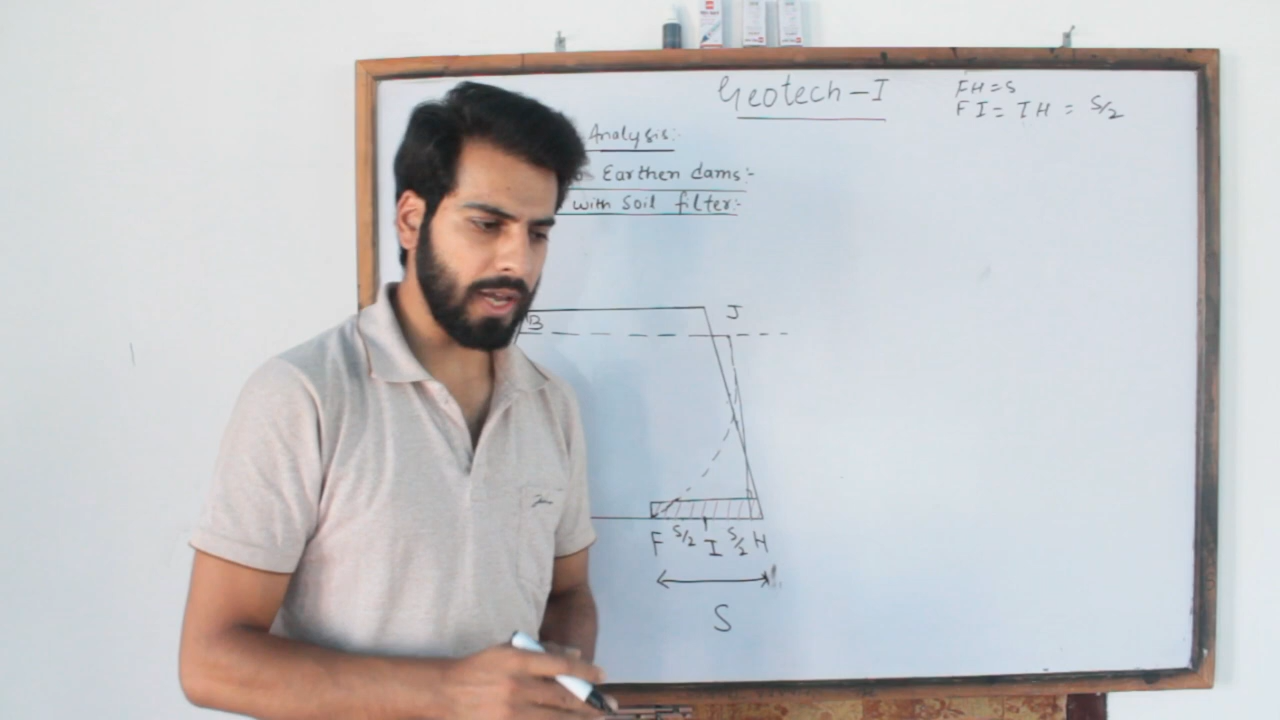 Geotech-I
FH=S
FI= IH = S/2
Analysis:-
Earthen dams:-
with Soil filter:-
B
J
F S/2 I S/2 H
S